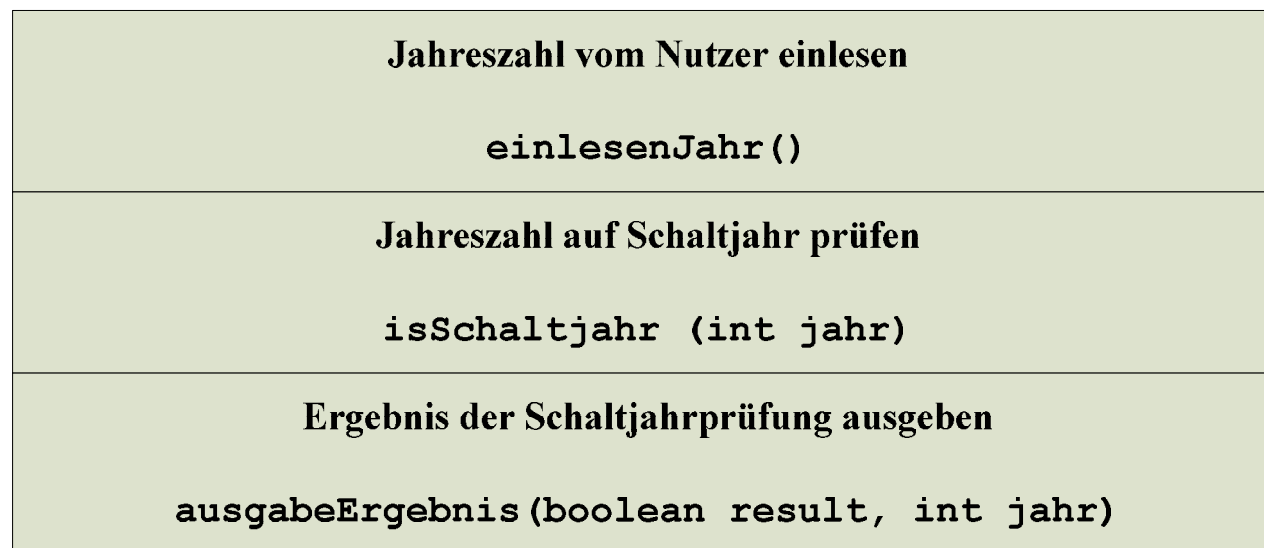 Jahreszahl vom Nutzer einlesen
einlesenJahr()
Jahreszahl auf Schaltjahr prüfen
isSchaltjahr (int jahr)
Ergebnis der Schaltjahrprüfung ausgeben
ausgabeErgebnis(boolean result, int jahr)